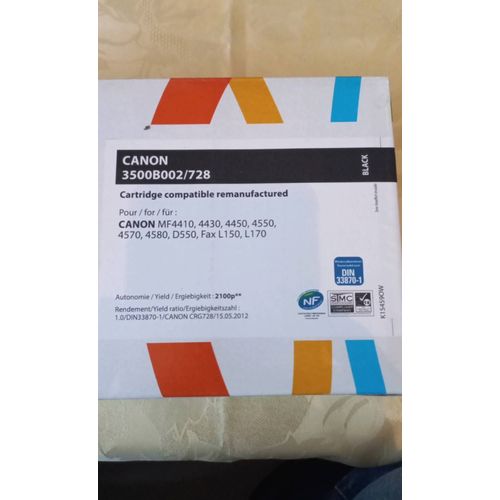 CANON
3500B002/728
BLACK
Cartridge compatible remanufactured
Pour / for / für :
CANON MF4410, 4430, 4450, 4550,
4570, 4580, D550, Fax L150, L170
DIN
33870-1
Autonomie / Yield / Ergiebigkeit : 2100p**
NF
STMC
Rendement/Yield ratio/Ergiebigkeitszahl :
1.0/DIN33870-1/CANON CRG728/15.05.2012
K15459OW